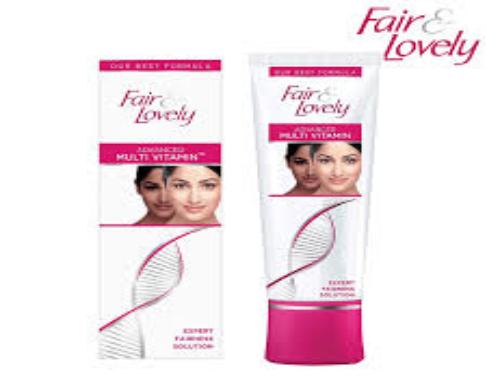 Fair &
Lovely
OUR BEST FORMULA
Fair &
Lovely
ADVANCED
MULTI VITAMIN™
EXPERT
FAIRNESS
SOLUTION
OUR BEST FORMULA
Fair &
Lovely
ADVANCED
MULTI VITAMIN
EXPERT
FAIRNESS
SOLUTION